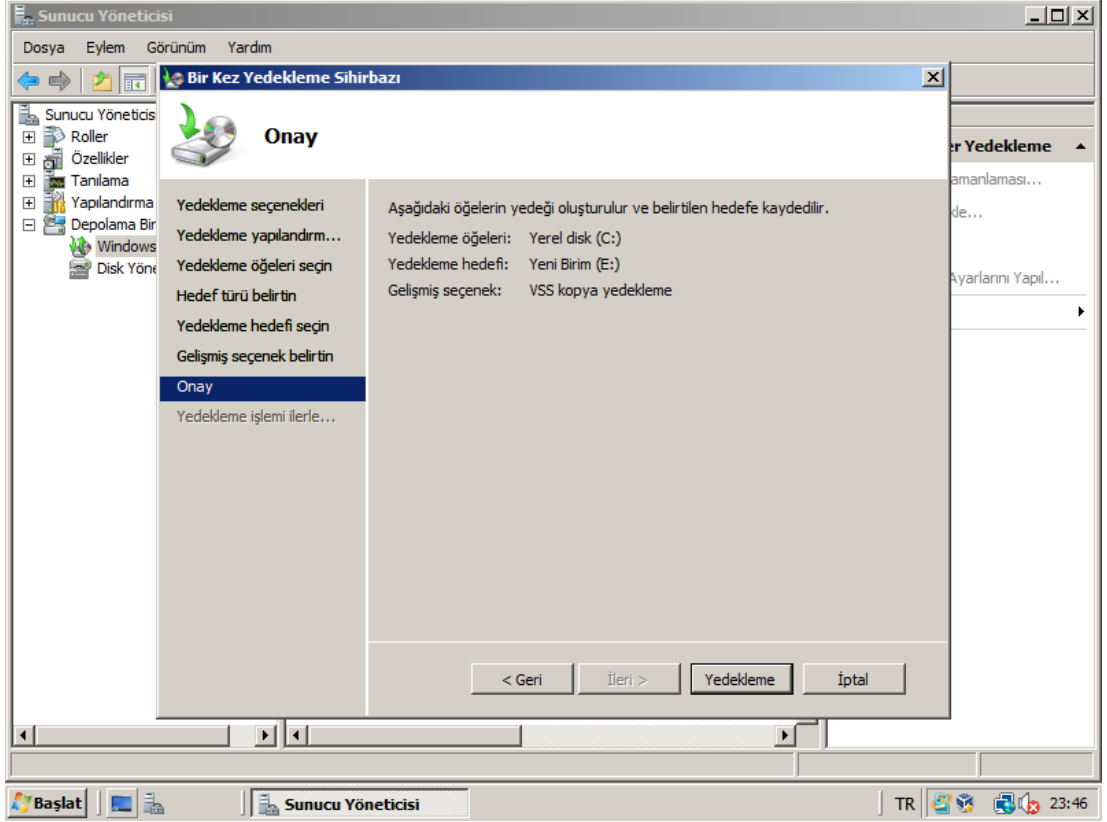 Sunucu Yöneticisi
Dosya Eylem Görünüm Yardım
Bir Kez Yedekleme Sihirbazı
Onay
Sunucu Yöneticis
Roller
Özellikler
Tanılama
Yapılandırma
Depolama Bir
Windows
Disk Yöne
Yedekleme seçenekleri
Yedekleme yapılandırm...
Yedekleme öğeleri seçin
Hedef türü belirtin
Yedekleme hedefi seçin
Gelişmiş seçenek belirtin
Onay
Yedekleme işlemi ilerle...
Aşağıdaki öğelerin yedeği oluşturulur ve belirtilen hedefe kaydedilir.
Yedekleme öğeleri: Yerel disk (C:)
Yedekleme hedefi: Yeni Birim (E:)
Gelişmiş seçenek: VSS kopya yedekleme
< Geri İleri > Yedekleme İptal
er Yedekleme
amanlaması...
kle...
Ayarlarını Yapıl...
Başlat Sunucu Yöneticisi TR 23:46